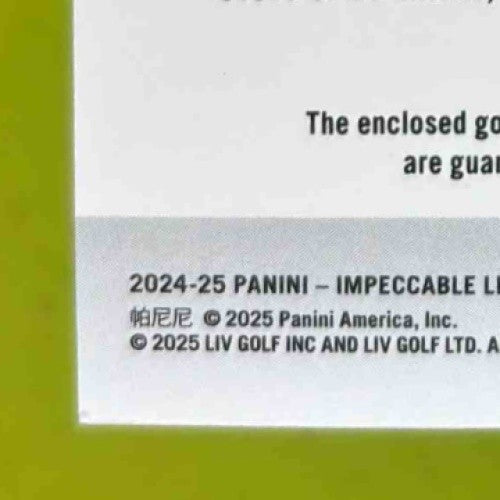 The enclosed go
are guar
2024-25 PANINI – IMPECCABLE LI
帕尼尼 © 2025 Panini America, Inc.
© 2025 LIV GOLF INC AND LIV GOLF LTD. A